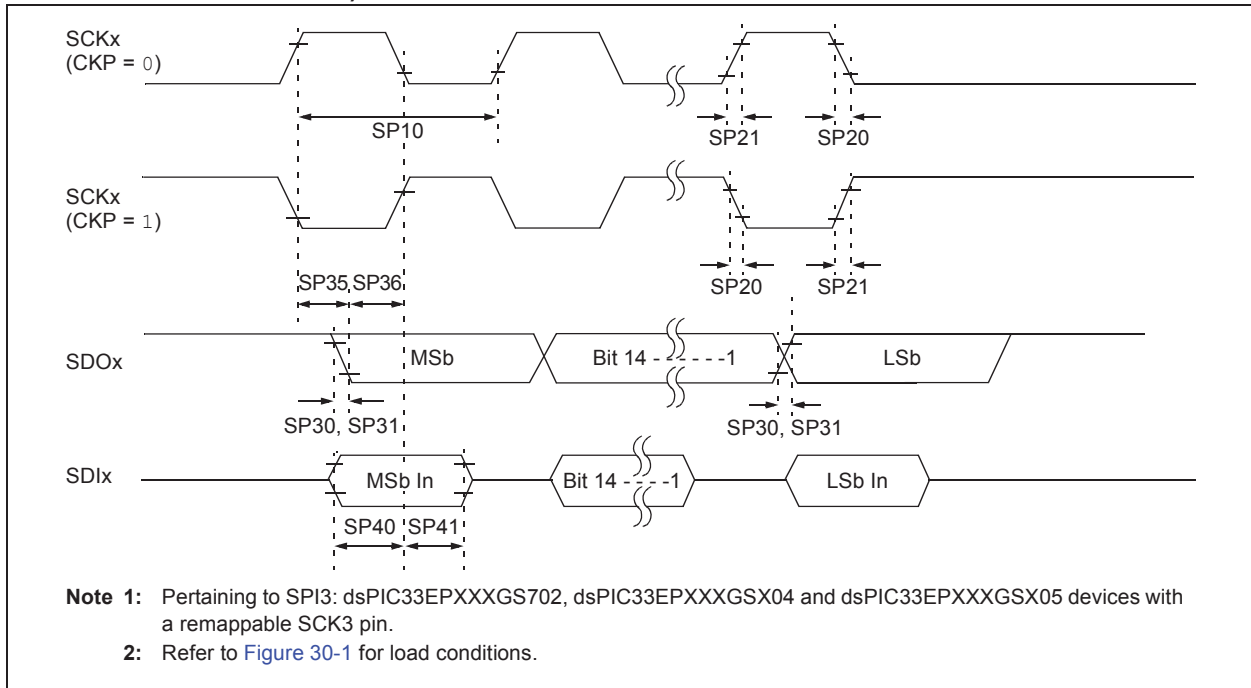 SCKx
(CKP = 0)
SP10
SP21
SP20
SCKx
(CKP = 1)
SP35
SP36
SP20
SP21
SDOx
MSb
Bit 14 - - - - - -1
LSb
SP30, SP31
SP30, SP31
SDIx
MSb In
Bit 14 - - - -1
LSb In
SP40
SP41
Note 1: Pertaining to SPI3: dsPIC33EPXXXGS702, dsPIC33EPXXXGSX04 and dsPIC33EPXXXGSX05 devices with
a remappable SCK3 pin.
2: Refer to Figure 30-1 for load conditions.